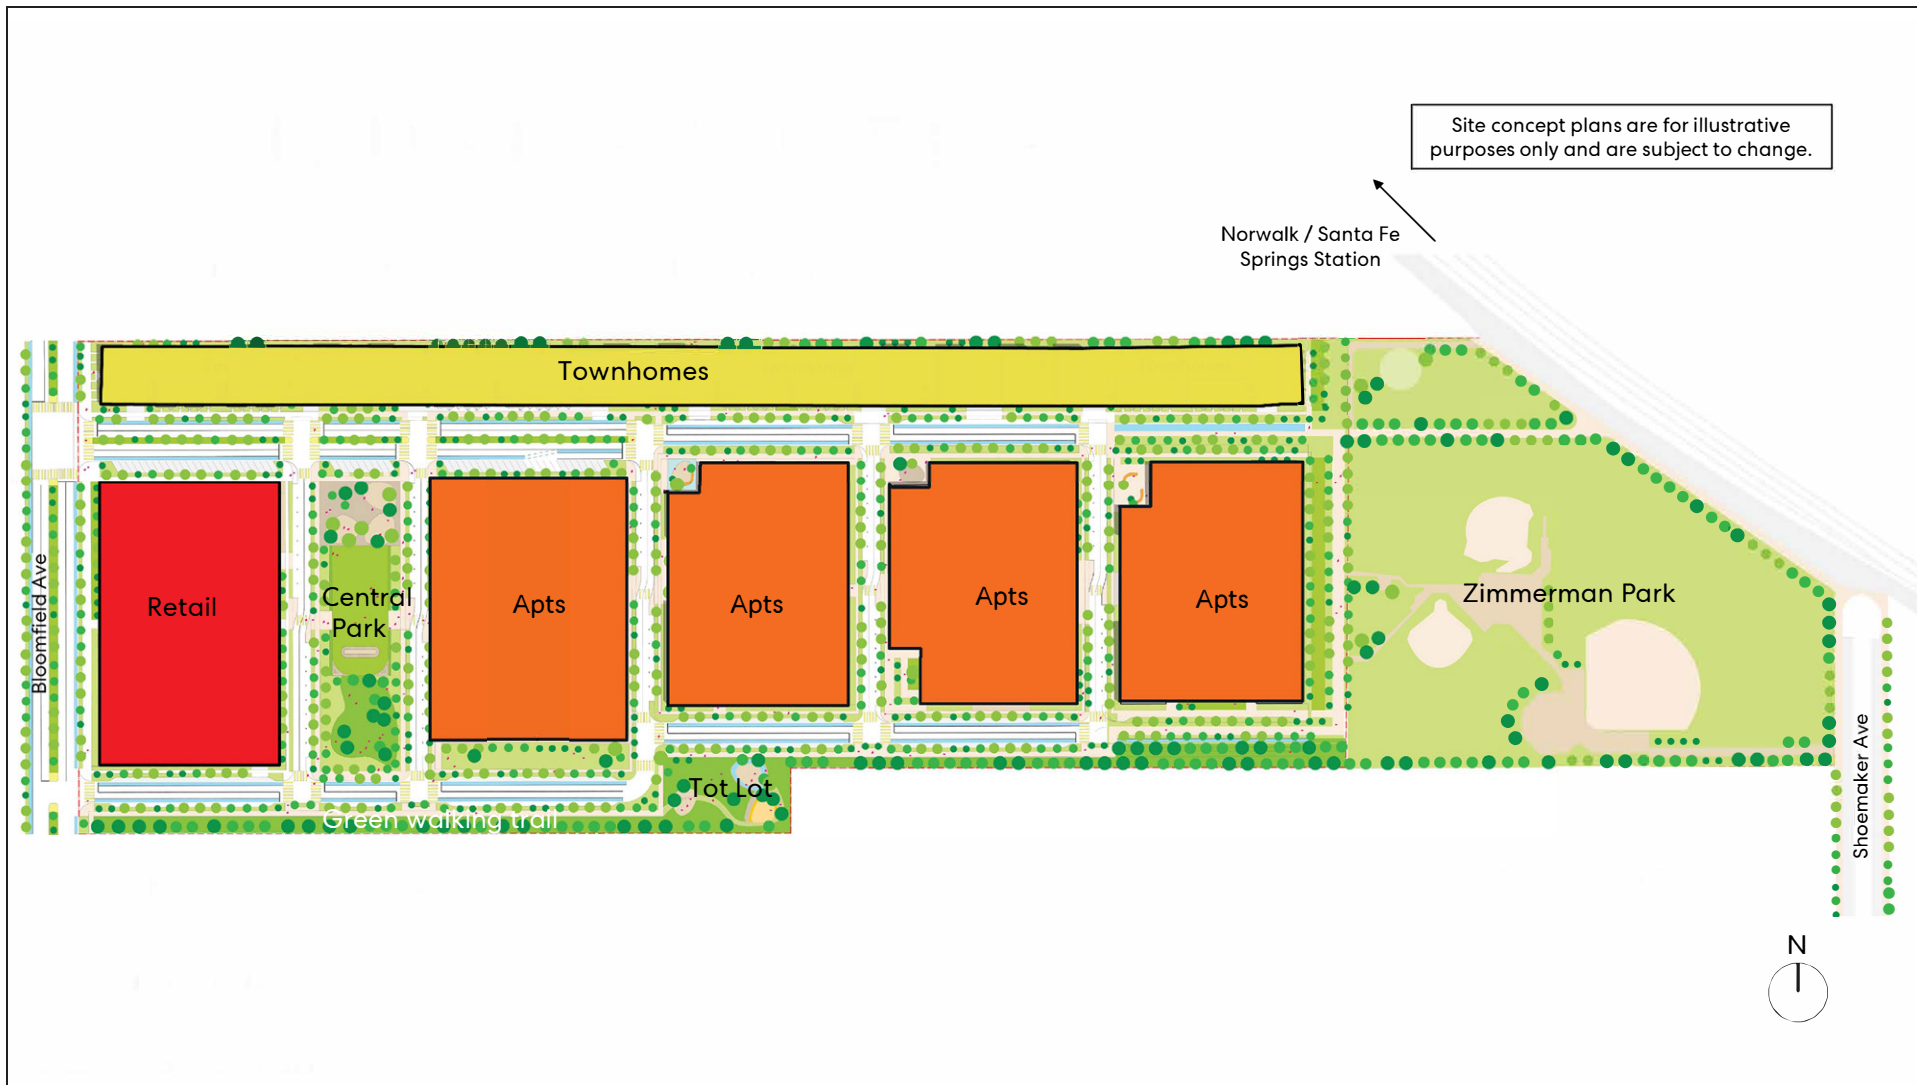 Site concept plans are for illustrative
purposes only and are subject to change.
Norwalk / Santa Fe
Springs Station
Townhomes
Bloomfield Ave
Retail
Central
Park
Apts
Apts
Apts
Apts
Zimmerman Park
Tot Lot
Green walking trail
Shoemaker Ave
N